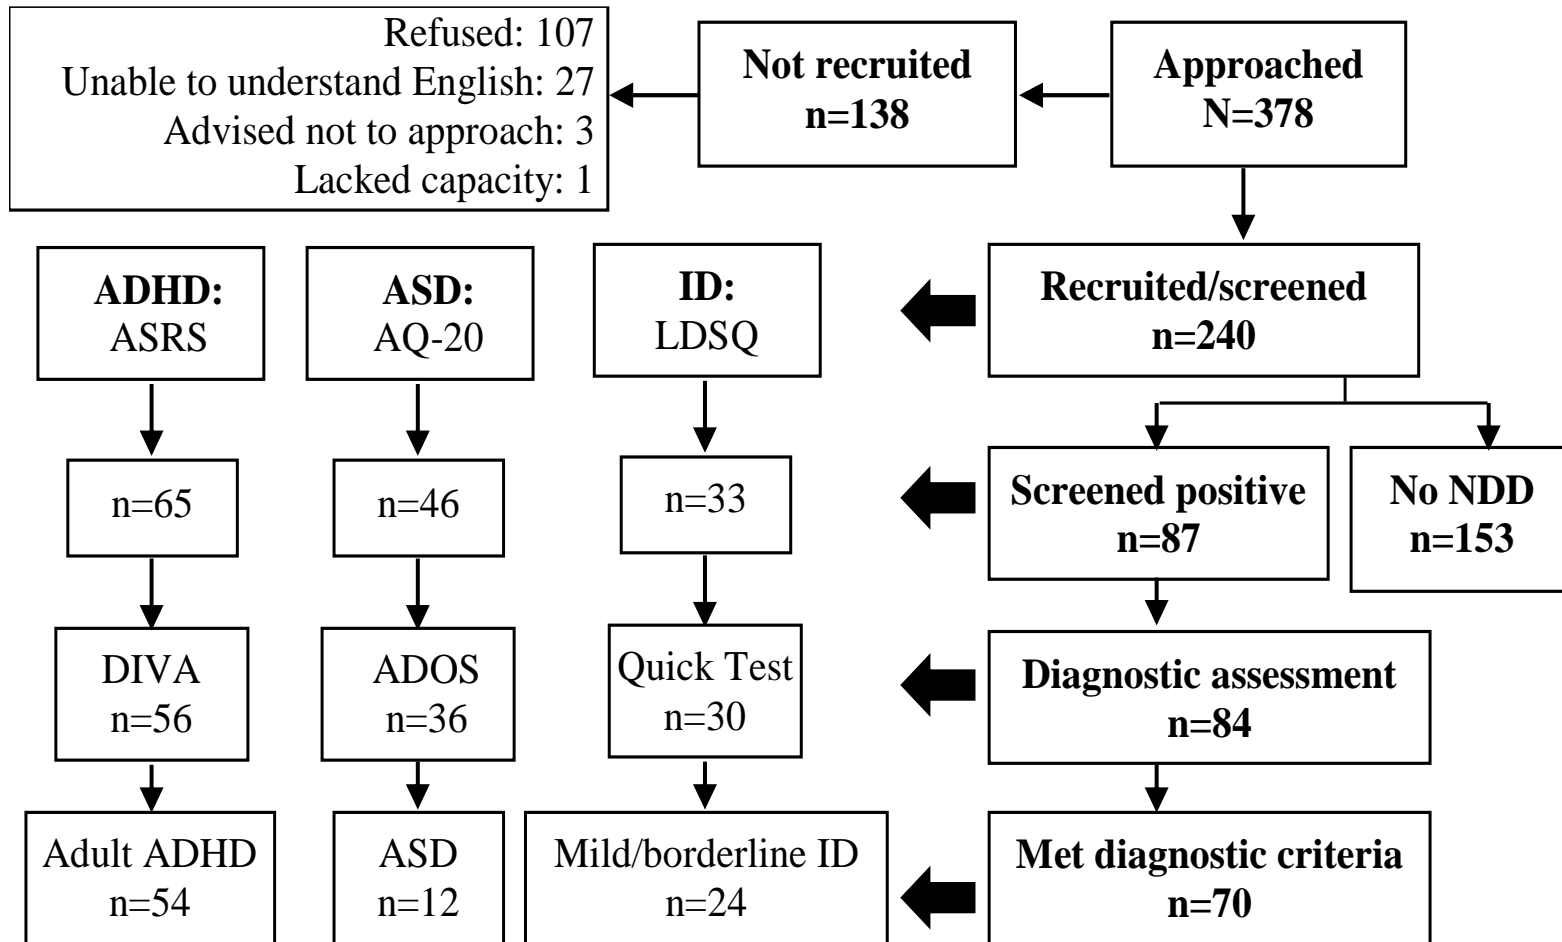 Refused: 107
Unable to understand English: 27
Advised not to approach: 3
Lacked capacity: 1
Not recruited
n=138
Approached
N=378
ADHD:
ASRS
ASD:
AQ-20
ID:
LDSQ
Recruited/screened
n=240
n=65
n=46
n=33
Screened positive
n=87
No NDD
n=153
DIVA
n=56
ADOS
n=36
Quick Test
n=30
Diagnostic assessment
n=84
Adult ADHD
n=54
ASD
n=12
Mild/borderline ID
n=24
Met diagnostic criteria
n=70